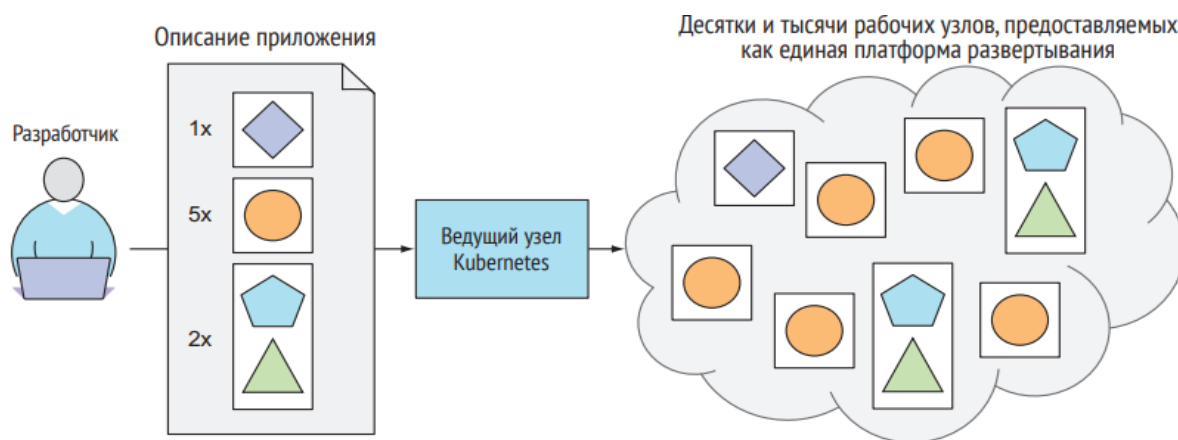 Описание приложения
Десятки и тысячи рабочих узлов, предоставляемых
как единая платформа развертывания
Разработчик
1x
5x
2x
Ведущий узел
Kubernetes